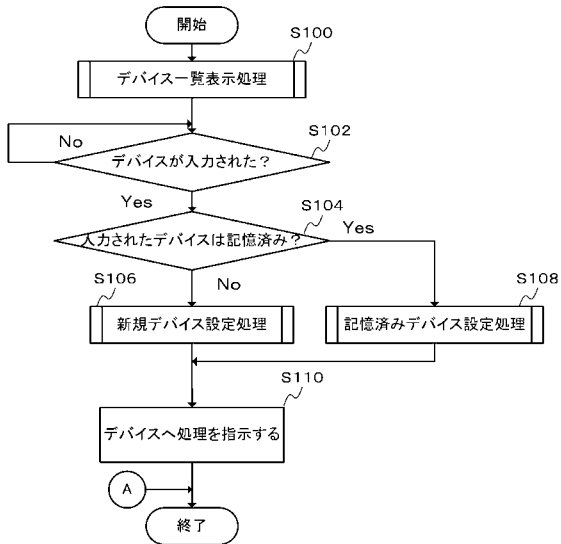 開始
S100
デバイス一覧表示処理
S102
No
デバイスが入力された？
Yes
S104
入力されたデバイスは記憶済み？
Yes
S106
No
S108
新規デバイス設定処理
記憶済みデバイス設定処理
S110
デバイスへ処理を指示する
A
終了